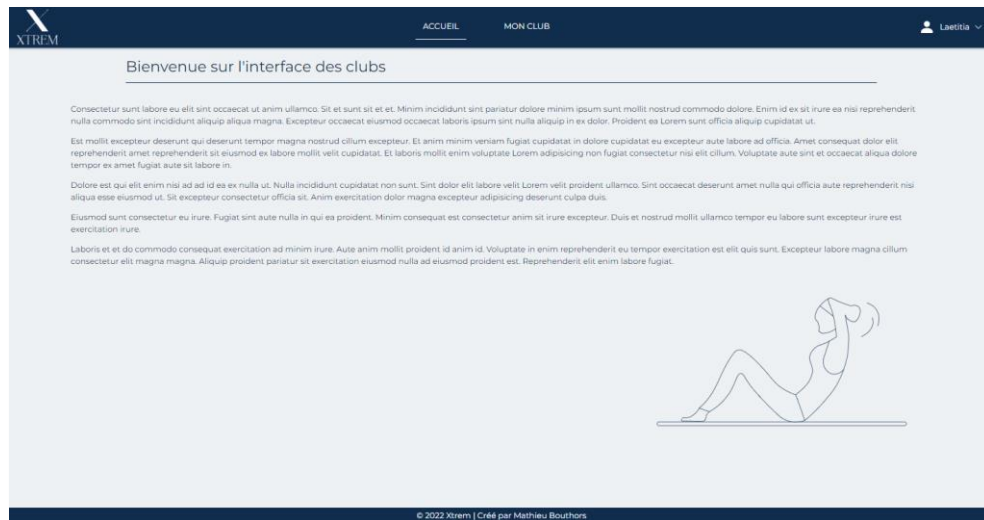 XTREM
ACCUEIL MON CLUB Laetitia
Bienvenue sur l'interface des clubs
Consectetur sunt labore eu elit sint occaecat ut anim ullamco. Sit et sunt sit et et. Minim incididunt sint pariatur dolore minim ipsum sunt mollit nostrud commodo dolore. Enim id ex sit irure ea nisi reprehenderit
nulla commodo sint incididunt aliquip aliqua magna. Excepteur occaecat eiusmod occaecat laboris ipsum sint nulla aliquip in ex dolor. Proident ea Lorem sunt officia aliquip cupidatat ut.
Est mollit excepteur deserunt qui deserunt tempor magna nostrud cillum excepteur. Et anim minim veniam fugiat cupidatat in dolore cupidatat eu excepteur aute labore ad officia. Amet consequat dolor elit
reprehenderit amet reprehenderit sit eiusmod ex labore mollit velit cupidatat. Et laboris mollit enim voluptate Lorem adipisicing non fugiat consectetur nisi elit cillum. Voluptate aute sint et occaecat aliqua dolore
tempor ex amet fugiat aute sit labore in.
Dolore est qui elit enim nisi ad ad id ea ex nulla ut. Nulla incididunt cupidatat non sunt. Sint dolor elit labore velit Lorem velit proident ullamco. Sint occaecat deserunt amet nulla qui officia aute reprehenderit nisi
aliqua esse eiusmod ut. Sit excepteur consectetur officia sit. Anim exercitation dolor magna excepteur adipisicing deserunt culpa duis.
Eiusmod sunt consectetur eu irure. Fugiat sint aute nulla in qui ea proident. Minim consequat est consectetur anim sit irure excepteur. Duis et nostrud mollit ullamco tempor eu labore sunt excepteur irure est
exercitation irure.
Laboris et et do commodo consequat exercitation ad minim irure. Aute anim mollit proident id anim id. Voluptate in enim reprehenderit eu tempor exercitation est elit quis sunt. Excepteur labore magna cillum
consectetur elit magna magna. Aliquip proident pariatur sit exercitation eiusmod nulla ad eiusmod proident est. Reprehenderit elit enim labore fugiat.
© 2022 Xtrem | Créé par Mathieu Bouthors